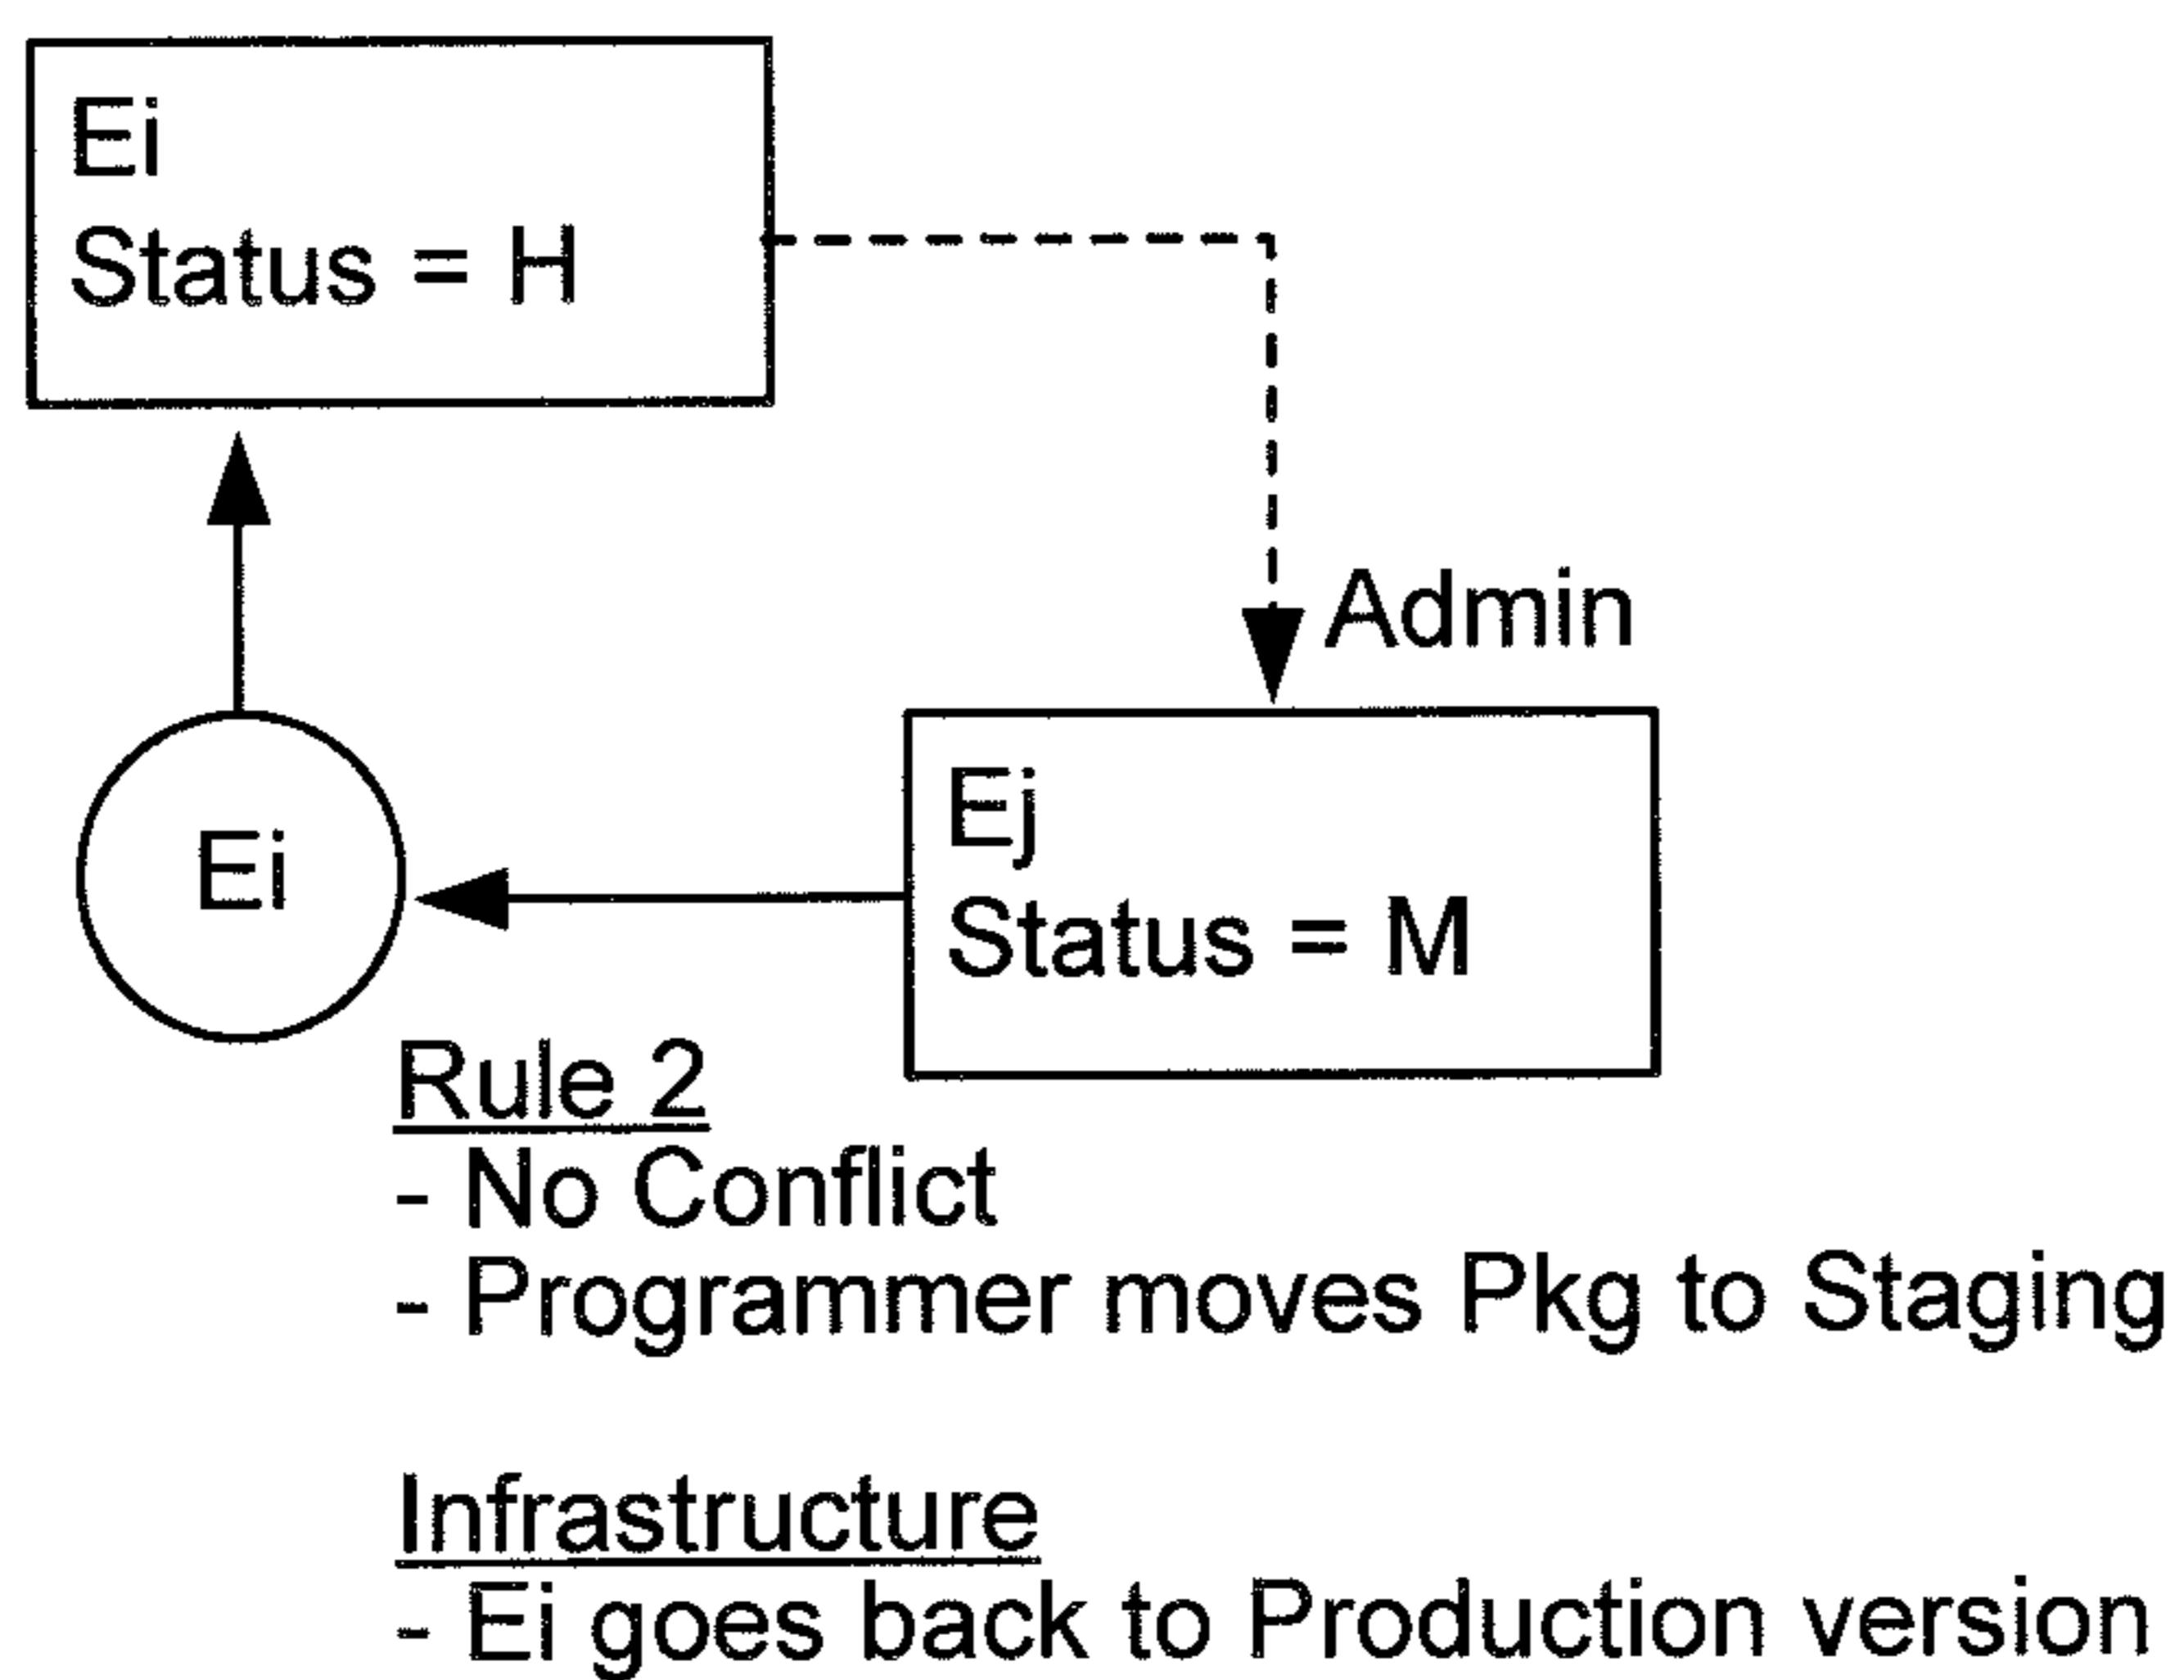 Ei
Status = H
Admin
Ej
Status = M
Ei
Rule 2
- No Conflict
- Programmer moves Pkg to Staging
Infrastructure
- Ei goes back to Production version